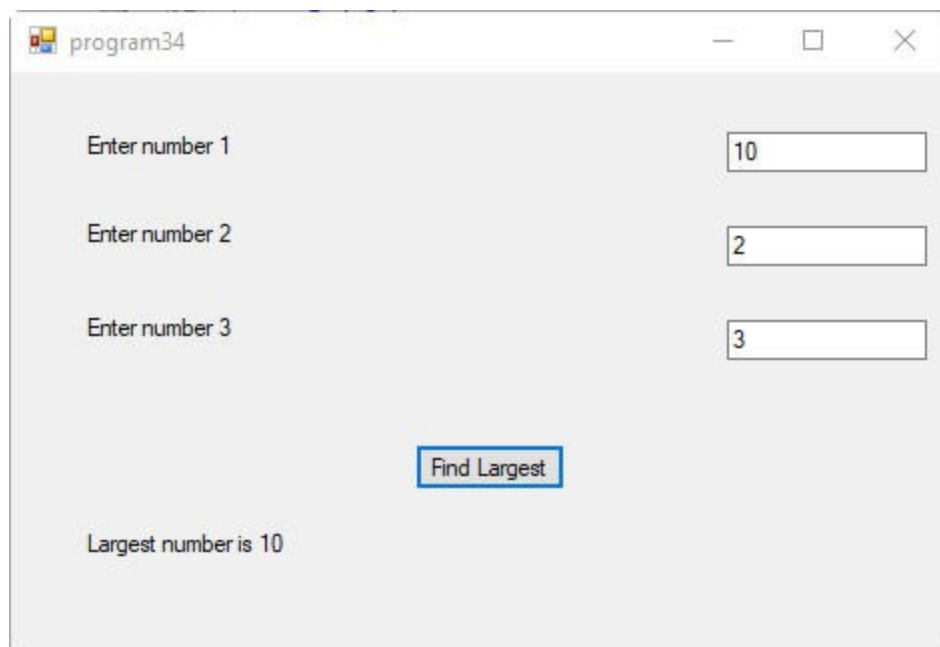 program34
Enter number 1
10
Enter number 2
2
Enter number 3
3
Find Largest
Largest number is 10